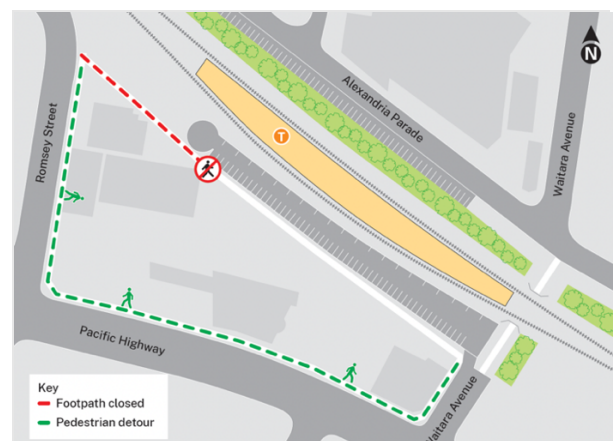 N
Alexandria Parade
Waitara Avenue
T
Romsey Street
Pacific Highway
Waitara Avenue
Key
Footpath closed
Pedestrian detour